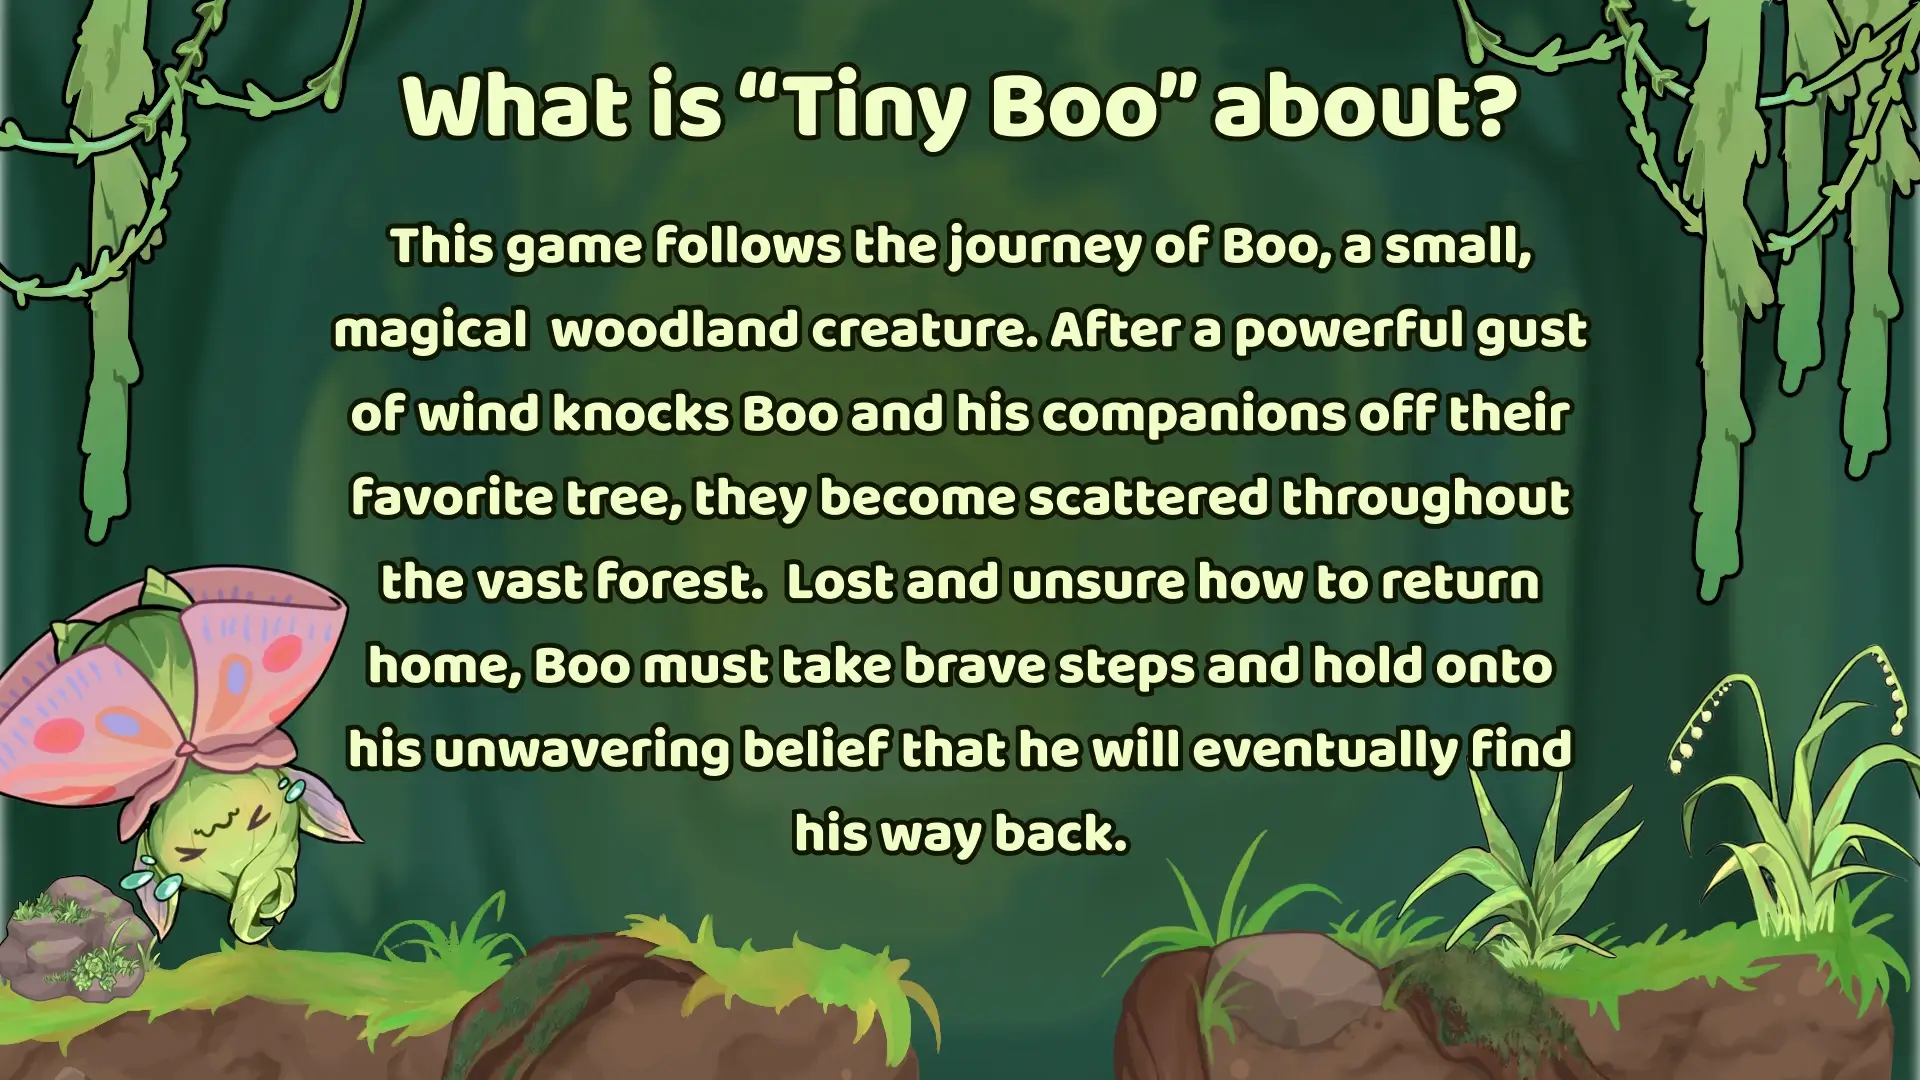 What is “Tiny Boo” about?
This game follows the journey of Boo, a small,
magical  woodland creature. After a powerful gust
of wind knocks Boo and his companions off their
favorite tree, they become scattered throughout
the vast forest.  Lost and unsure how to return
home, Boo must take brave steps and hold onto
his unwavering belief that he will eventually find
his way back.